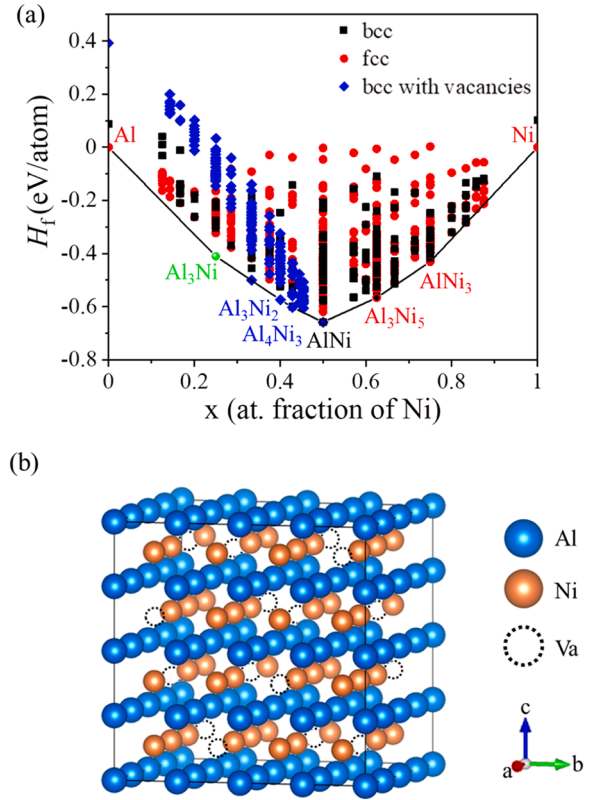 (a)
bcc
fcc
bcc with vacancies
0.4
0.2
0
-0.2
-0.4
-0.6
-0.8
H_f (eV/atom)
Al
Ni
Al₃Ni
Al₃Ni₂
Al₄Ni₃
AlNi
Al₃Ni₅
AlNi₃
0 0.2 0.4 0.6 0.8 1
x (at. fraction of Ni)
(b)
Al
Ni
Va
c
a
b